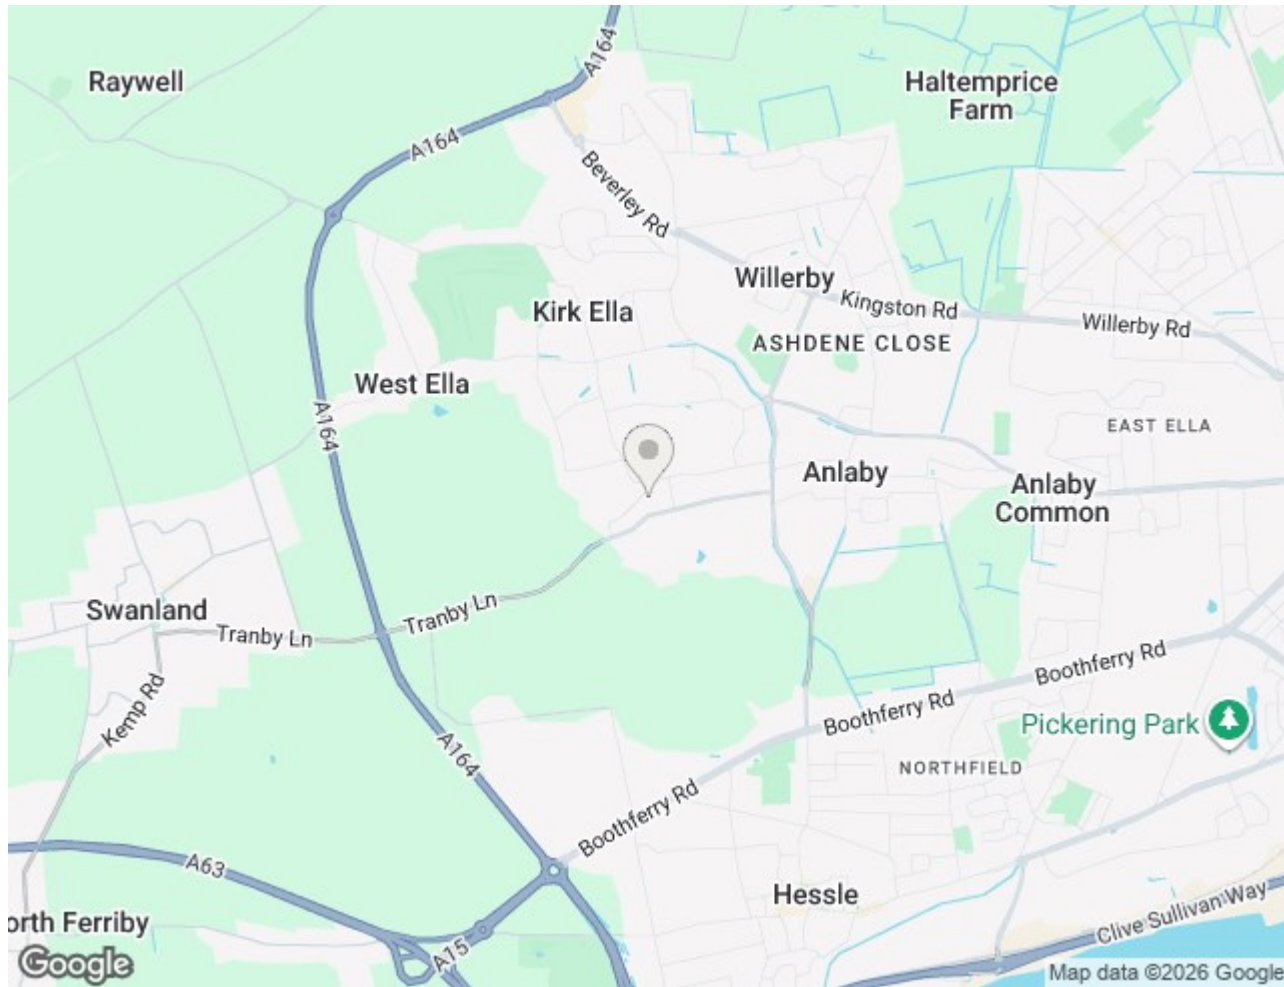 A164
Raywell
Haltemprice
Farm
A164
Beverley Rd
Willerby
Kingston Rd
Willerby Rd
Kirk Ella
ASHDENE CLOSE
West Ella
A164
EAST ELLA
Anlaby
Anlaby
Common
Swanland
Tranby Ln
Tranby Ln
Kemp Rd
Boothferry Rd
Boothferry Rd
Pickering Park
A164
NORTHFIELD
Boothferry Rd
A63
Hessle
orth Ferriby
Clive Sullivan Way
A15
Google
Map data ©2026 Google